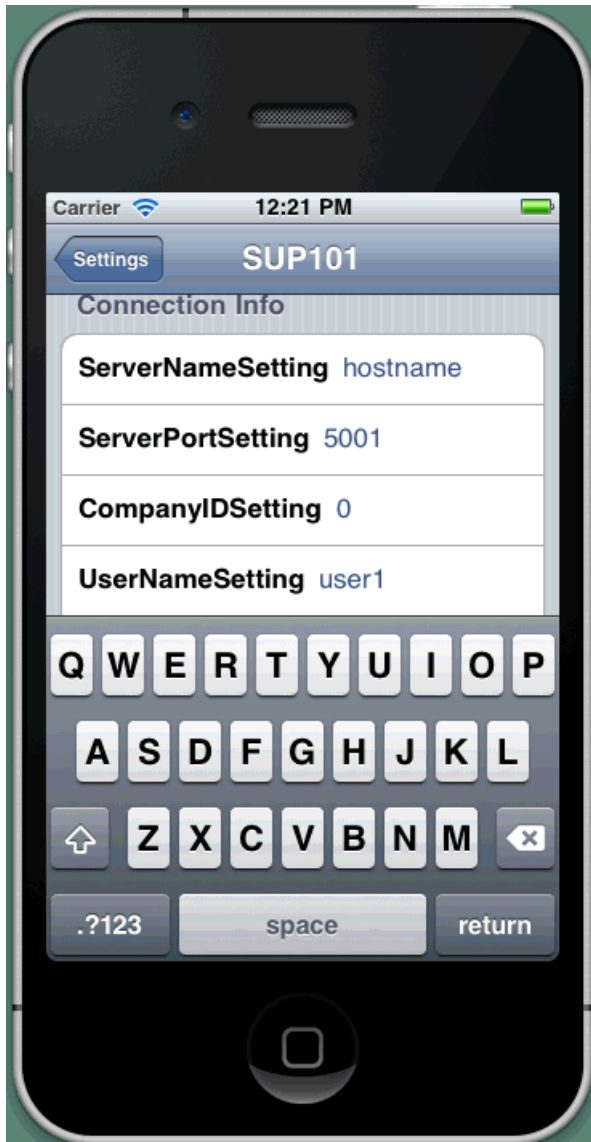 Carrier 12:21 PM
Settings SUP101
Connection Info
ServerNameSetting hostname
ServerPortSetting 5001
CompanyIDSetting 0
UserNameSetting user1
Q W E R T Y U I O P
A S D F G H J K L
Z X C V B N M
.?123 space return